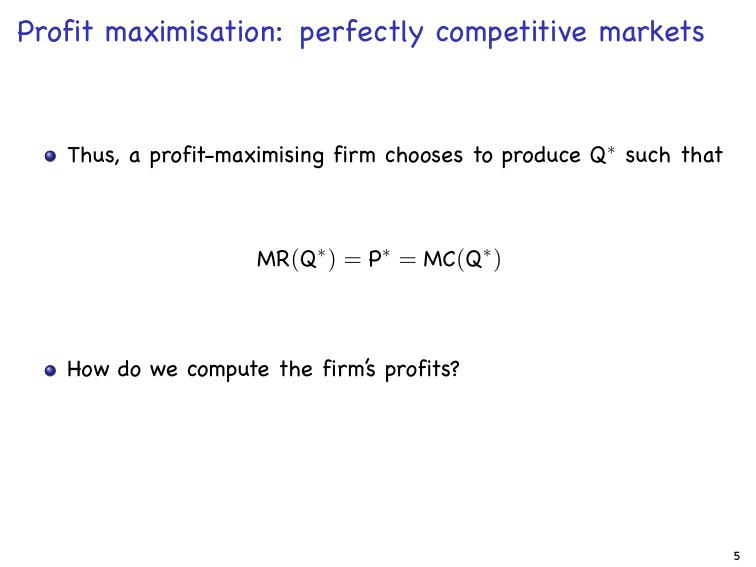 Profit maximisation: perfectly competitive markets
Thus, a profit-maximising firm chooses to produce Q* such that
MR(Q*) = P* = MC(Q*)
How do we compute the firm's profits?
5